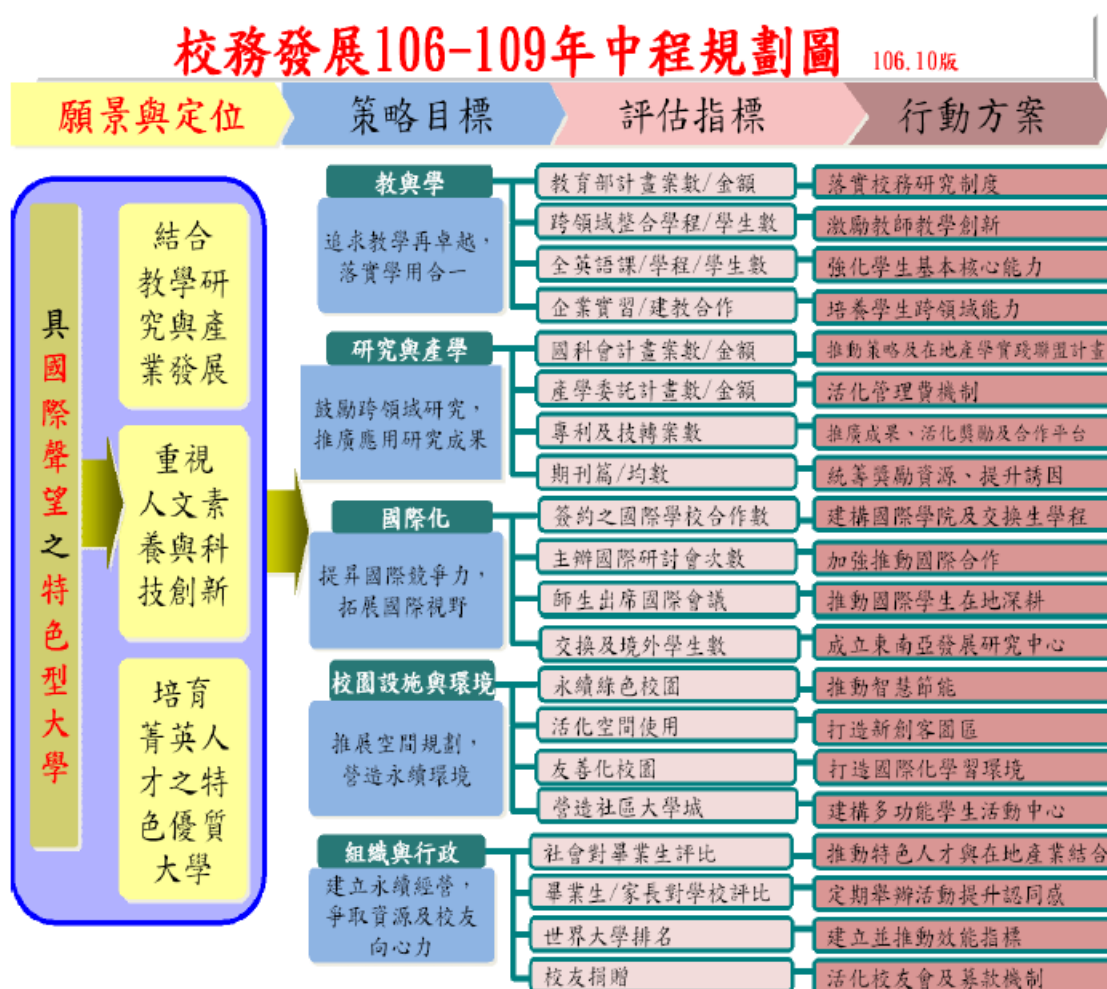 校務發展106-109年中程規劃圖 106.10版
願景與定位
策略目標
評估指標
行動方案
具國際聲望之特色型大學
結合
教學研
究與產
業發展
重視
人文素
養與科
技創新
培育
菁英人
才之特
色優質
大學
教與學
追求教學再卓越，
落實學用合一
教育部計畫案數/金額
落實校務研究制度
跨領域整合學程/學生數
激勵教師教學創新
全英語課/學程/學生數
強化學生基本核心能力
企業實習/建教合作
培養學生跨領域能力
研究與產學
鼓勵跨領域研究，
推廣應用研究成果
國科會計畫案數/金額
推動策略及在地產學實踐聯盟計畫
產學委託計畫數/金額
活化管理費機制
專利及技轉案數
推廣成果、活化獎勵及合作平台
期刊篇/均數
統籌獎勵資源、提升誘因
國際化
提昇國際競爭力，
拓展國際視野
簽約之國際學校合作數
建構國際學院及交換生學程
主辦國際研討會次數
加強推動國際合作
師生出席國際會議
推動國際學生在地深耕
交換及境外學生數
成立東南亞發展研究中心
校園設施與環境
推展空間規劃，
營造永續環境
永續綠色校園
推動智慧節能
活化空間使用
打造新創客園區
友善化校園
打造國際化學習環境
營造社區大學城
建構多功能學生活動中心
組織與行政
建立永續經營，
爭取資源及校友
向心力
社會對畢業生評比
推動特色人才與在地產業結合
畢業生/家長對學校評比
定期舉辦活動提升認同感
世界大學排名
建立並推動效能指標
校友捐贈
活化校友會及募款機制